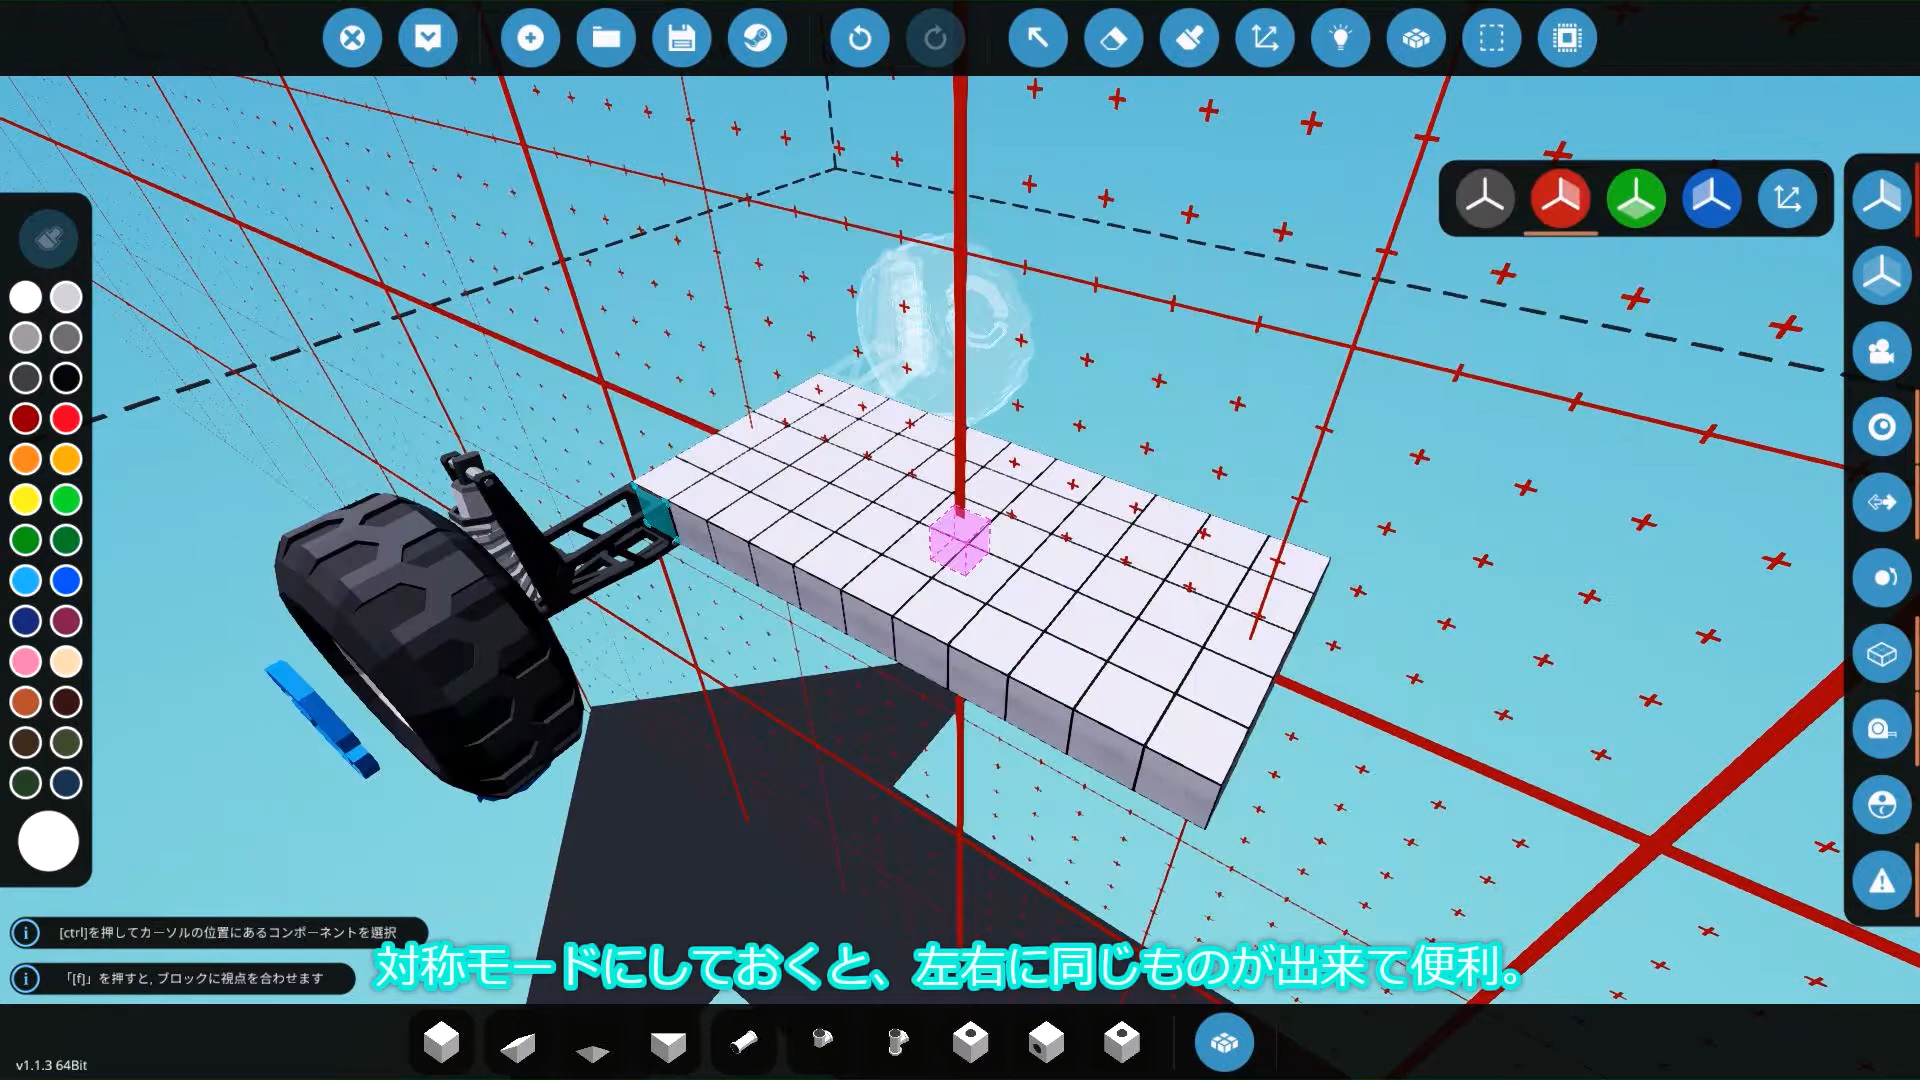 [ctrl]を押してカーソルの位置にあるコンポーネントを選択
「[f]」を押すと, ブロックに視点を合わせます
対称モードにしておくと、左右に同じものが出来て便利。
v1.1.3 64Bit